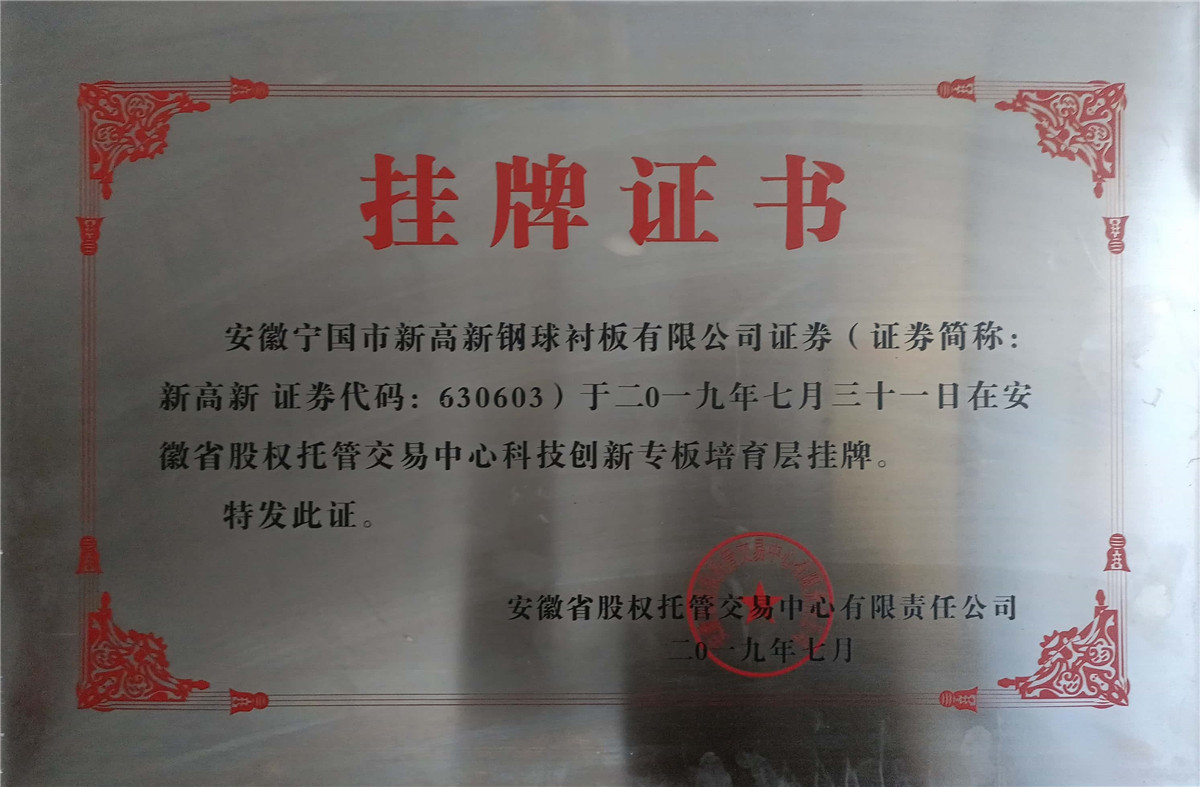 挂牌证书
安徽宁国市新高新钢球衬板有限公司证券（证券简称：
新高新 证券代码：630603）于二0一九年七月三十一日在安
徽省股权托管交易中心科技创新专板培育层挂牌。
特发此证。
安徽省股权托管交易中心有限责任公司
二0一九年七月